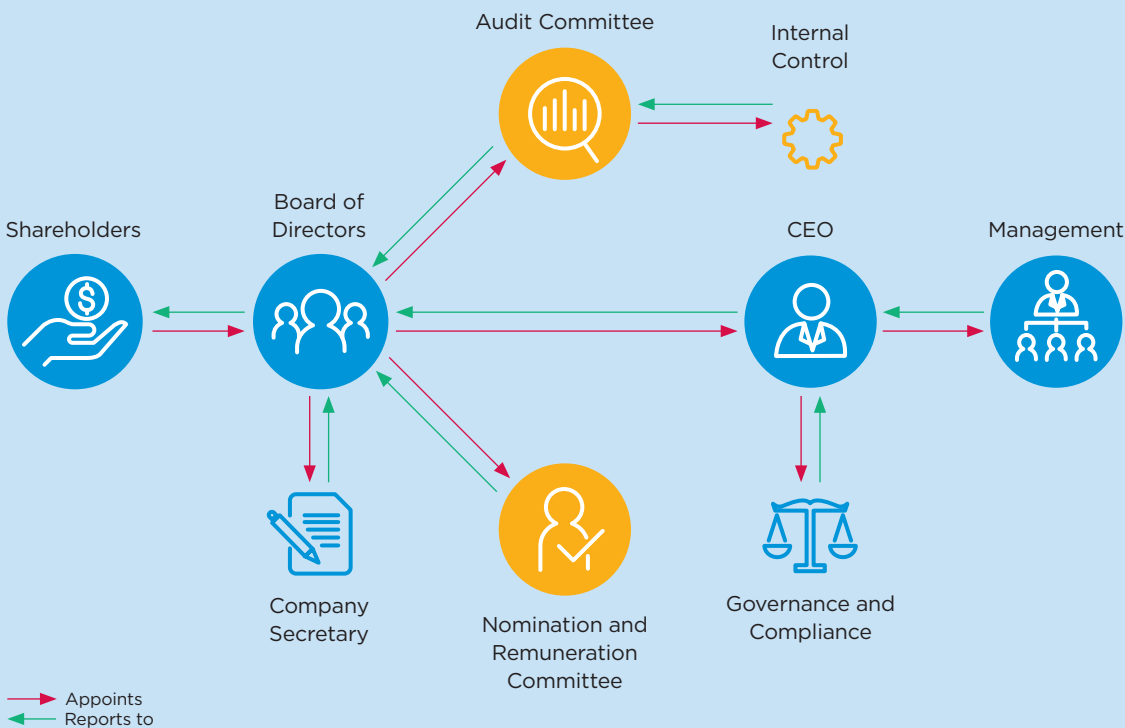 Audit Committee
Internal
Control
Board of
Directors
Shareholders
CEO
Management
$
Company
Secretary
Nomination and
Remuneration
Committee
Governance and
Compliance
Appoints
Reports to